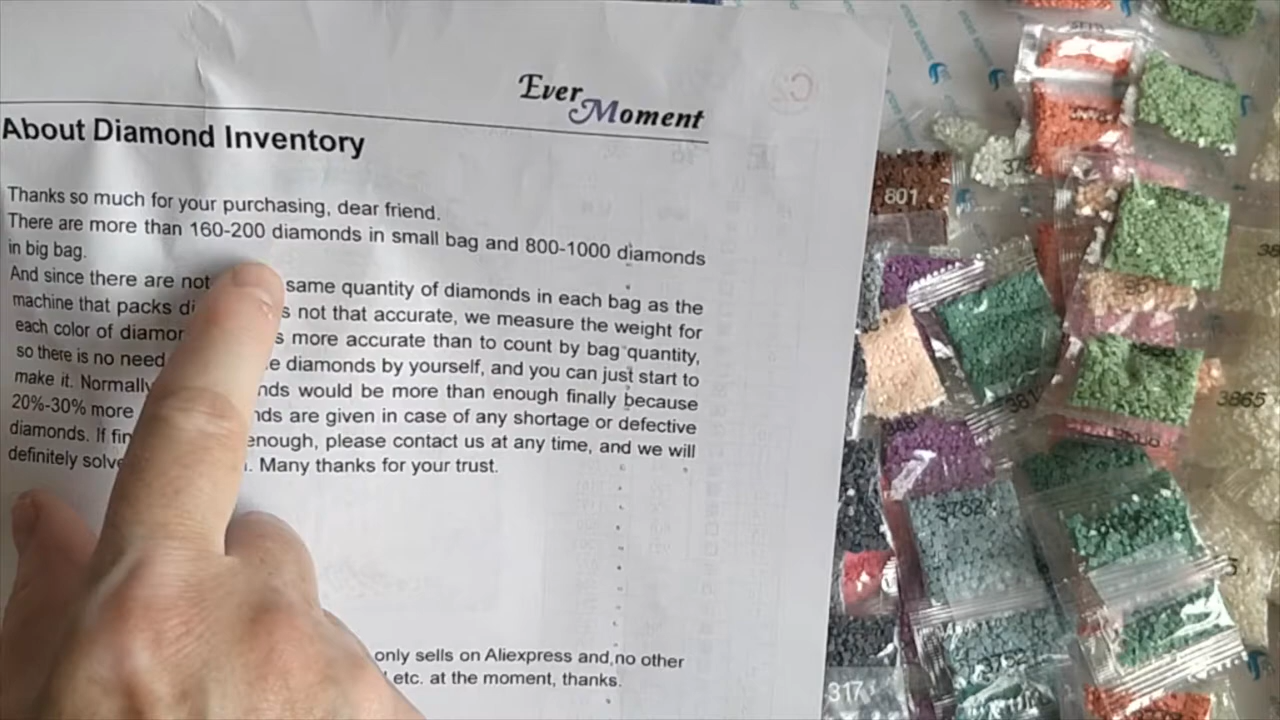 Ever
Moment
About Diamond Inventory
Thanks so much for your purchasing, dear friend.
There are more than 160-200 diamonds in small bag and 800-1000 diamonds
in big bag.
And since there are not same quantity of diamonds in each bag as the
machine that packs not that accurate, we measure the weight for
each color of more accurate than to count by bag quantity,
so there is no need diamonds by yourself, and you can just start to
make it. would be more than enough finally because
20%-30% more are given in case of any shortage or defective
diamonds. If enough, please contact us at any time, and we will
definitely Many thanks for your trust.
only sells on Aliexpress and no other
etc. at the moment, thanks.
C2
801
3865
3752
3752
317